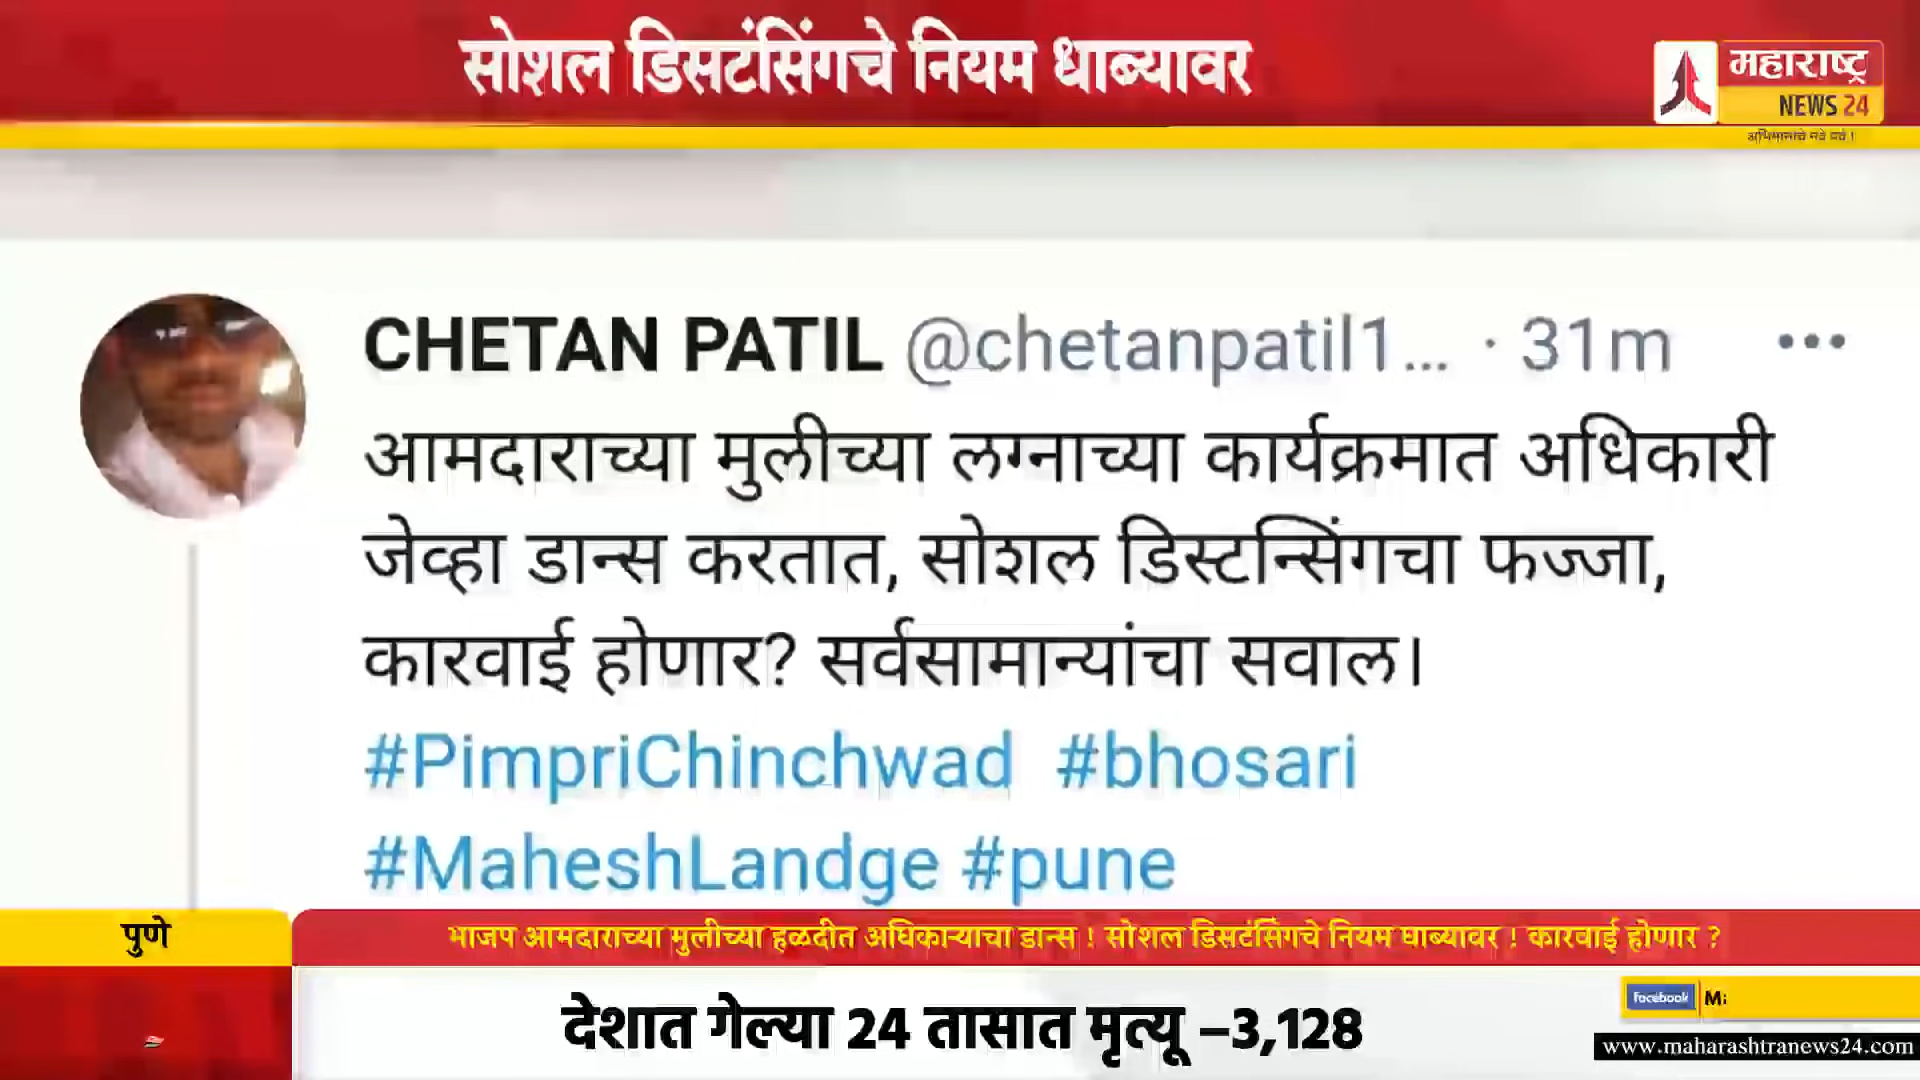 सोशल डिसटंसिंगचे नियम धाब्यावर
महाराष्ट्र
NEWS 24
CHETAN PATIL @chetanpatil1... · 31m
आमदाराच्या मुलीच्या लग्नाच्या कार्यक्रमात अधिकारी
जेव्हा डान्स करतात, सोशल डिस्टन्सिंगचा फज्जा,
कारवाई होणार? सर्वसामान्यांचा सवाल।
#PimpriChinchwad #bhosari
#MaheshLandge #pune
पुणे
भाजप आमदाराच्या मुलीच्या हळदीत अधिकाऱ्याचा डान्स ! सोशल डिसटंसिंगचे नियम धाब्यावर ! कारवाई होणार ?
देशात गेल्या 24 तासात मृत्यू –3,128
facebook
www.maharashtranews24.com